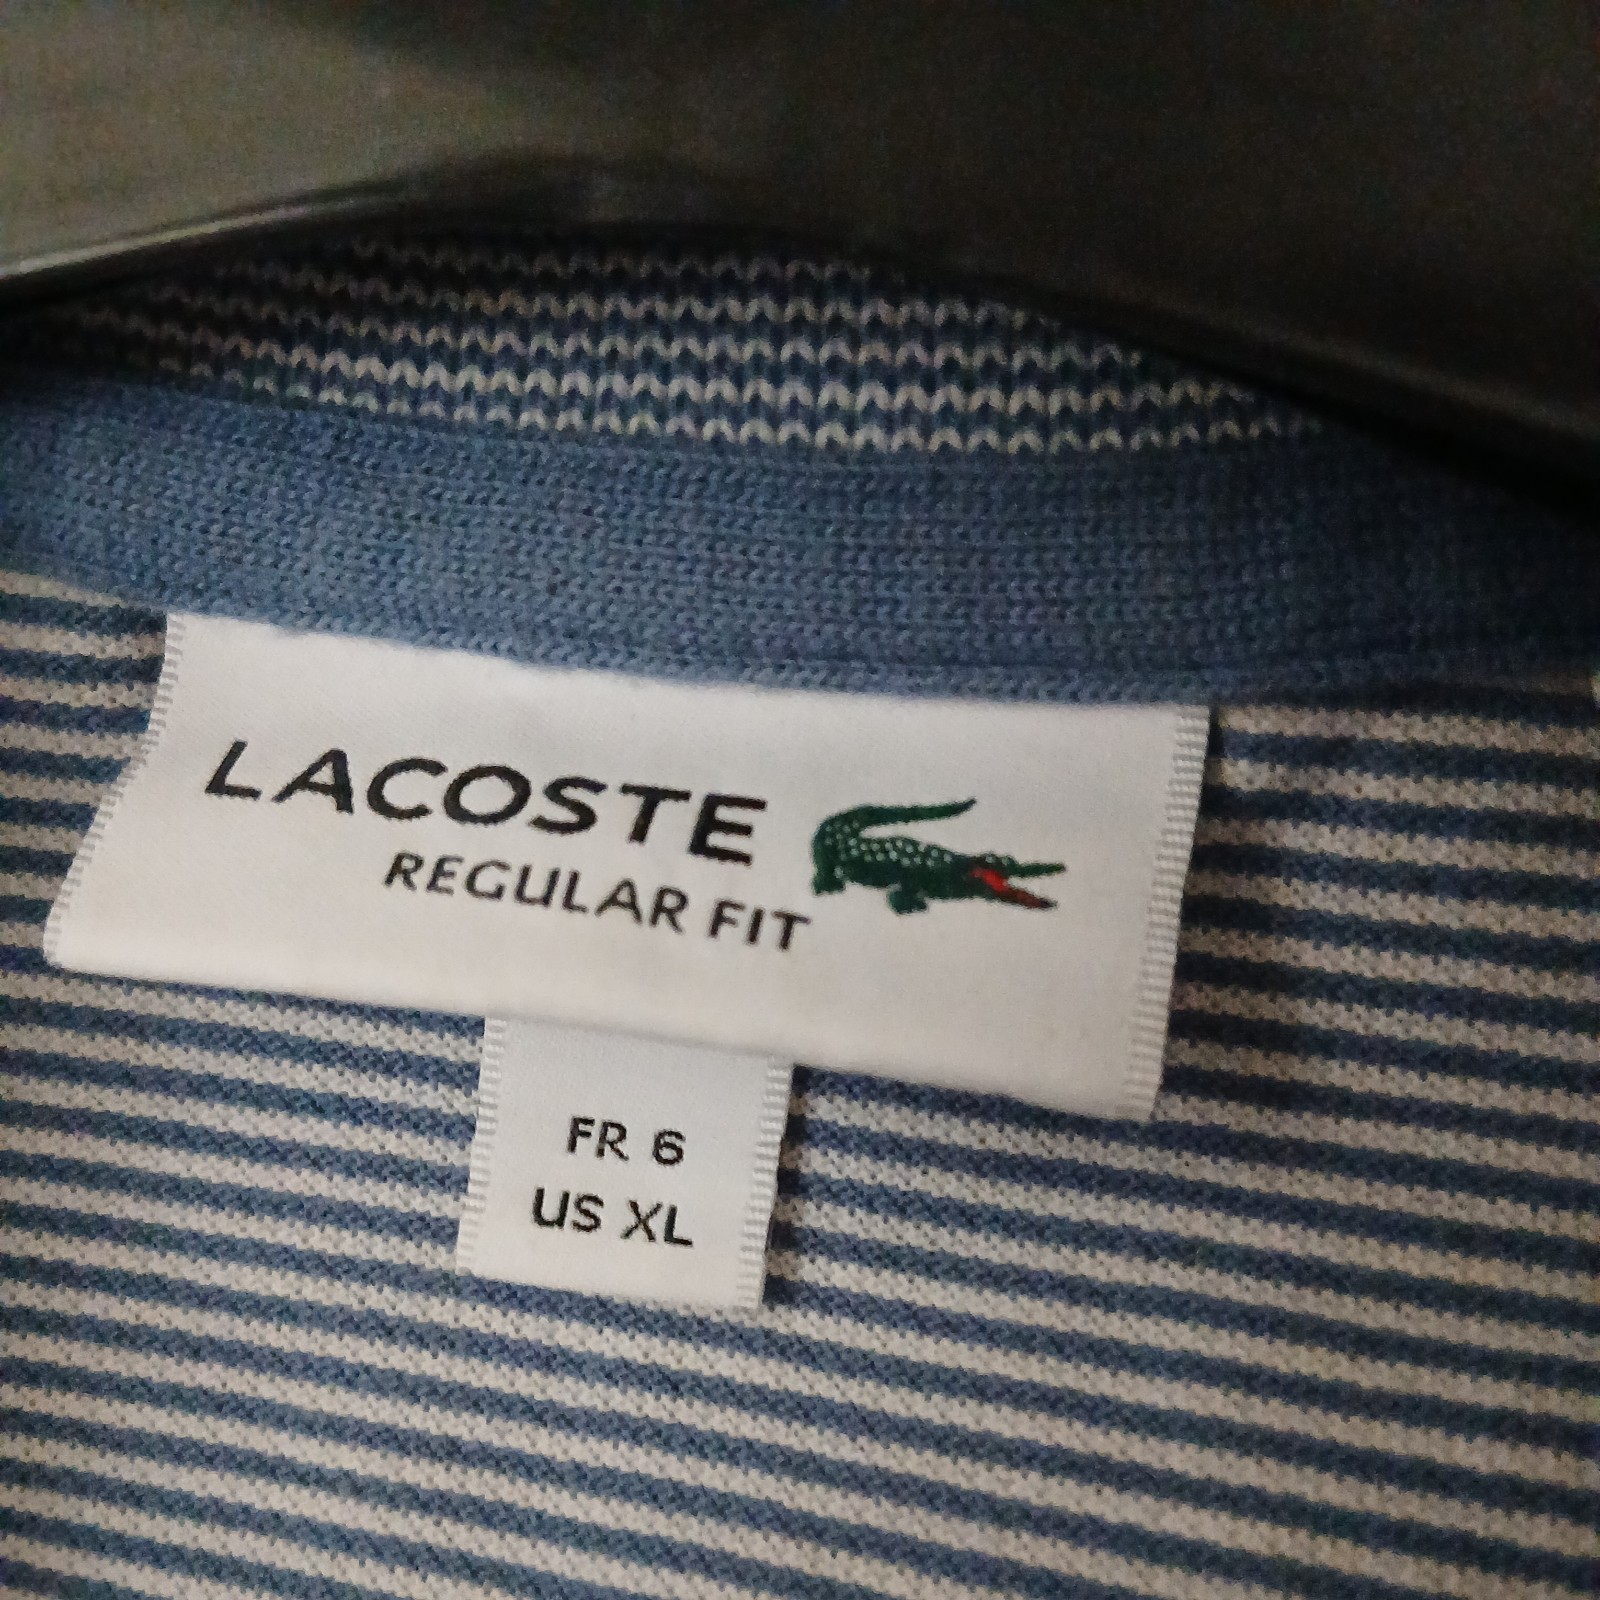 LACOSTE
REGULAR FIT
FR 6
US XL